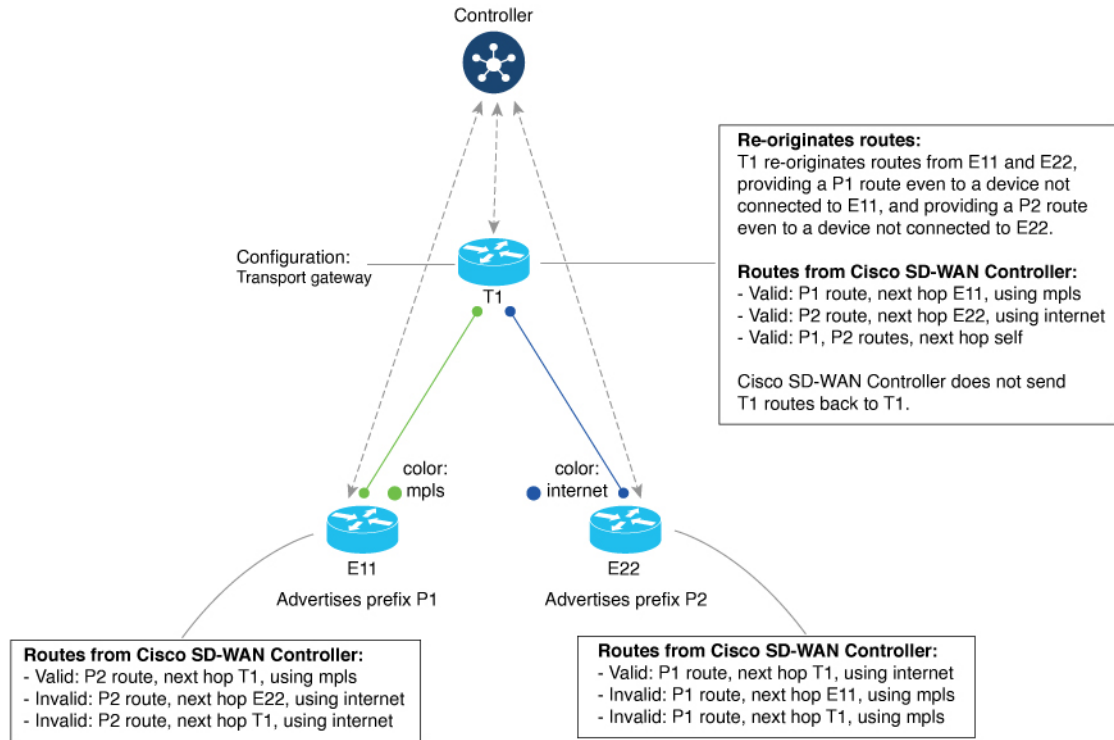 Controller
Re-originates routes:
T1 re-originates routes from E11 and E22,
providing a P1 route even to a device not
connected to E11, and providing a P2 route
even to a device not connected to E22.
Routes from Cisco SD-WAN Controller:
- Valid: P1 route, next hop E11, using mpls
- Valid: P2 route, next hop E22, using internet
- Valid: P1, P2 routes, next hop self
Cisco SD-WAN Controller does not send
T1 routes back to T1.
Configuration:
Transport gateway
T1
color:
mpls
color:
internet
E11
E22
Advertises prefix P1
Advertises prefix P2
Routes from Cisco SD-WAN Controller:
- Valid: P2 route, next hop T1, using mpls
- Invalid: P2 route, next hop E22, using internet
- Invalid: P2 route, next hop T1, using internet
Routes from Cisco SD-WAN Controller:
- Valid: P1 route, next hop T1, using internet
- Invalid: P1 route, next hop E11, using mpls
- Invalid: P1 route, next hop T1, using mpls